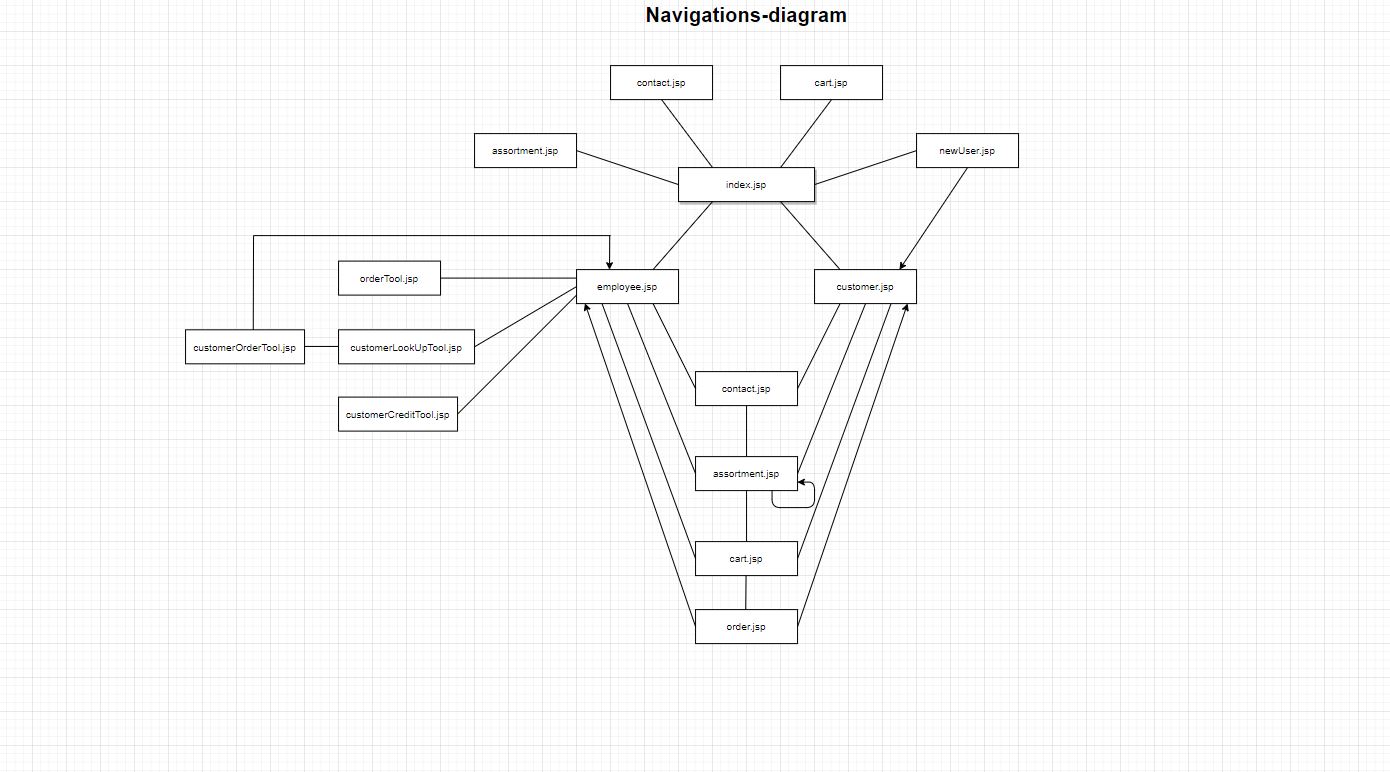 Navigations-diagram
contact.jsp
cart.jsp
assortment.jsp
newUser.jsp
index.jsp
orderTool.jsp
employee.jsp
customer.jsp
customerOrderTool.jsp
customerLookUpTool.jsp
contact.jsp
customerCreditTool.jsp
assortment.jsp
cart.jsp
order.jsp